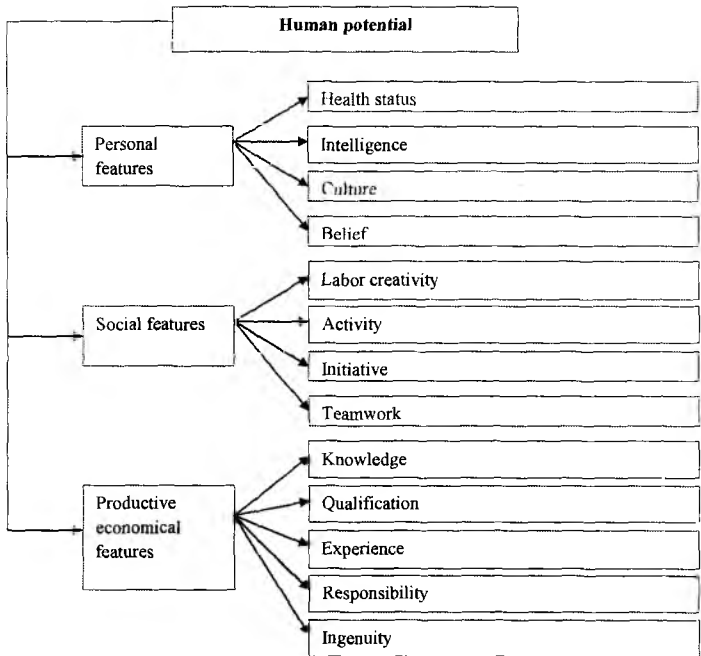 Human potential
Personal
features
Health status
Intelligence
Culture
Belief
Social features
Labor creativity
Activity
Initiative
Teamwork
Productive
economical
features
Knowledge
Qualification
Experience
Responsibility
Ingenuity